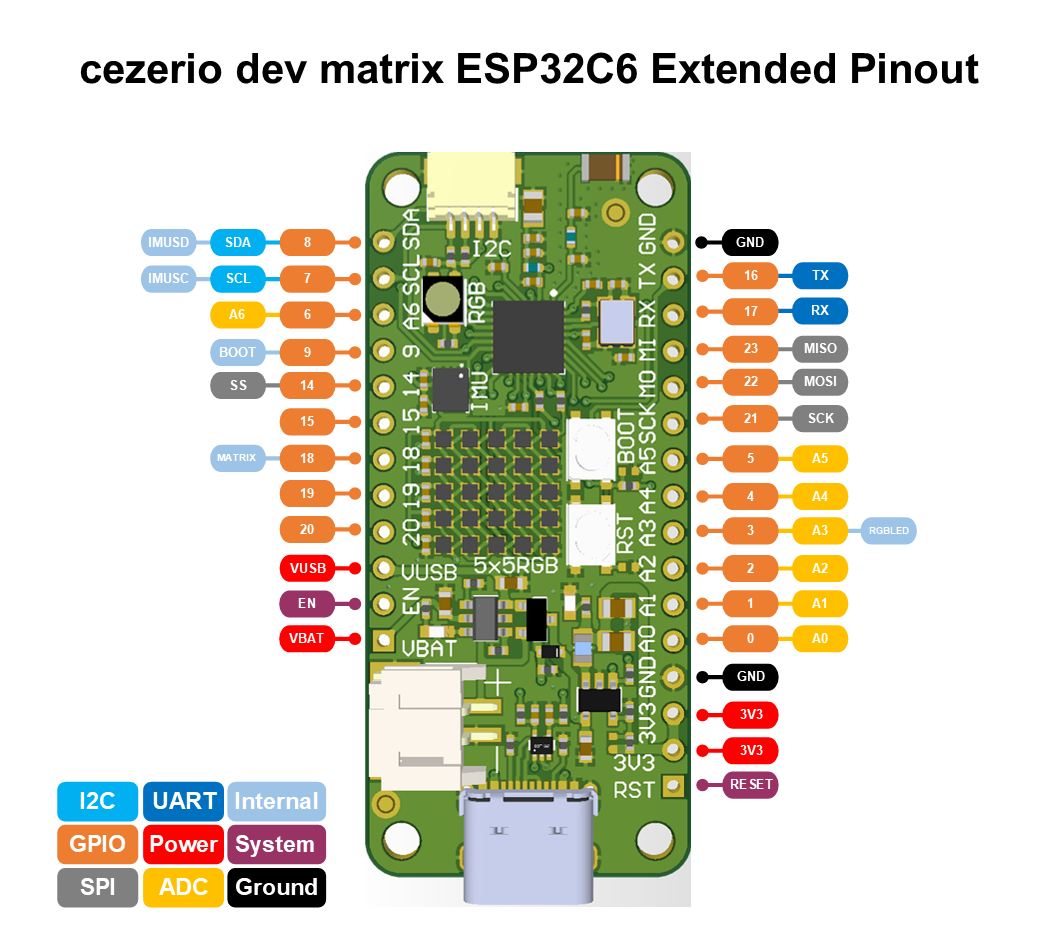 cezerio dev matrix ESP32C6 Extended Pinout
IMUSD SDA 8
IMUSC SCL 7
A6 6
BOOT 9
SS 14
15
MATRIX 18
19
20
VUSB
EN
VBAT
SDA
SCL
A6
9
14
15
18
19
20
VUSB
EN
VBAT
I2C
RGB
IMU
BOOT
RST
5x5RGB
+
-
GND
TX
RX
MI
MO
SCK
A5
A4
A3
A2
A1
A0
GND
3V3
3V3
RST
GND
16 TX
17 RX
23 MISO
22 MOSI
21 SCK
5 A5
4 A4
3 A3 RGBLED
2 A2
1 A1
0 A0
GND
3V3
3V3
RESET
I2C UART Internal
GPIO Power System
SPI ADC Ground